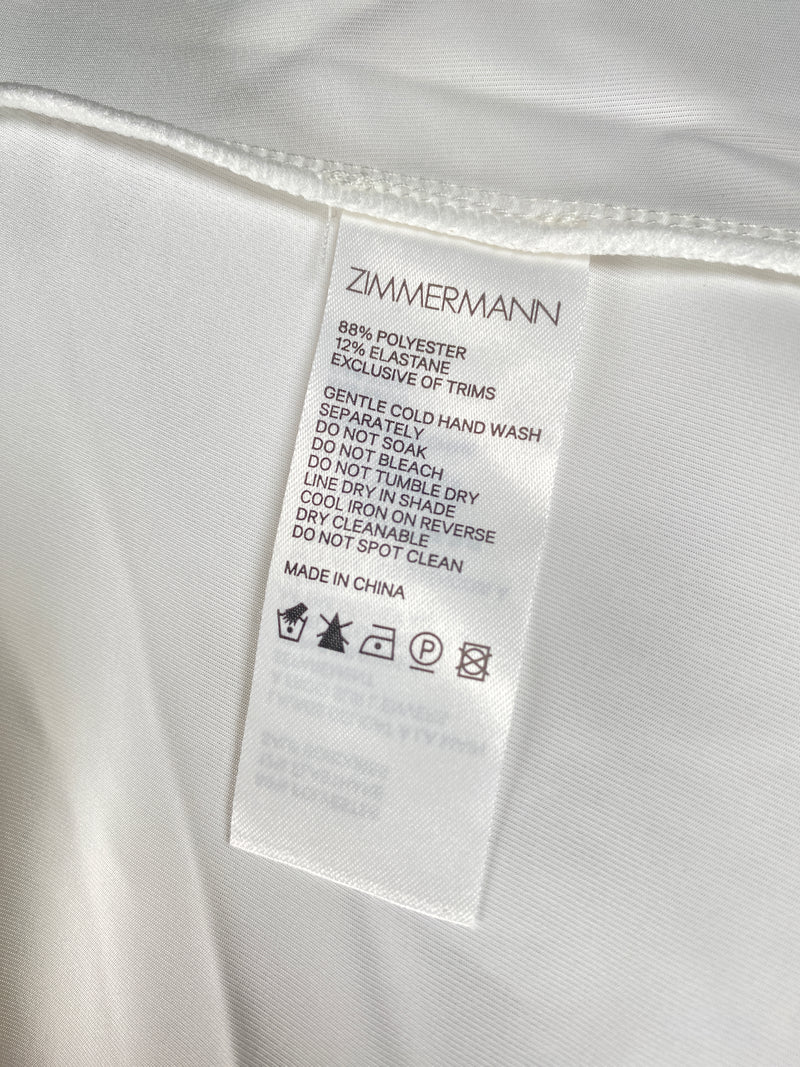 ZIMMERMANN
88% POLYESTER
12% ELASTANE
EXCLUSIVE OF TRIMS
GENTLE COLD HAND WASH
SEPARATELY
DO NOT SOAK
DO NOT BLEACH
DO NOT TUMBLE DRY
LINE DRY IN SHADE
COOL IRON ON REVERSE
DRY CLEANABLE
DO NOT SPOT CLEAN
MADE IN CHINA
P